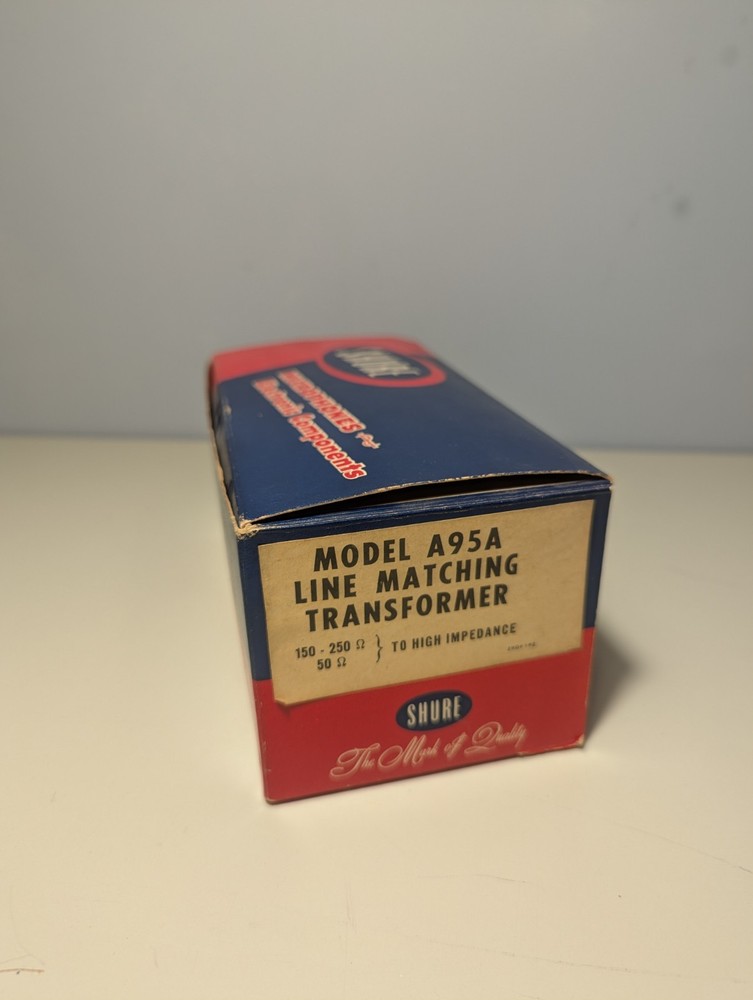 SHURE
MICROPHONES and
Electronic Components
MODEL A95A
LINE MATCHING
TRANSFORMER
150 - 250 Ω } TO HIGH IMPEDANCE
50 Ω
SHURE
The Mark of Quality